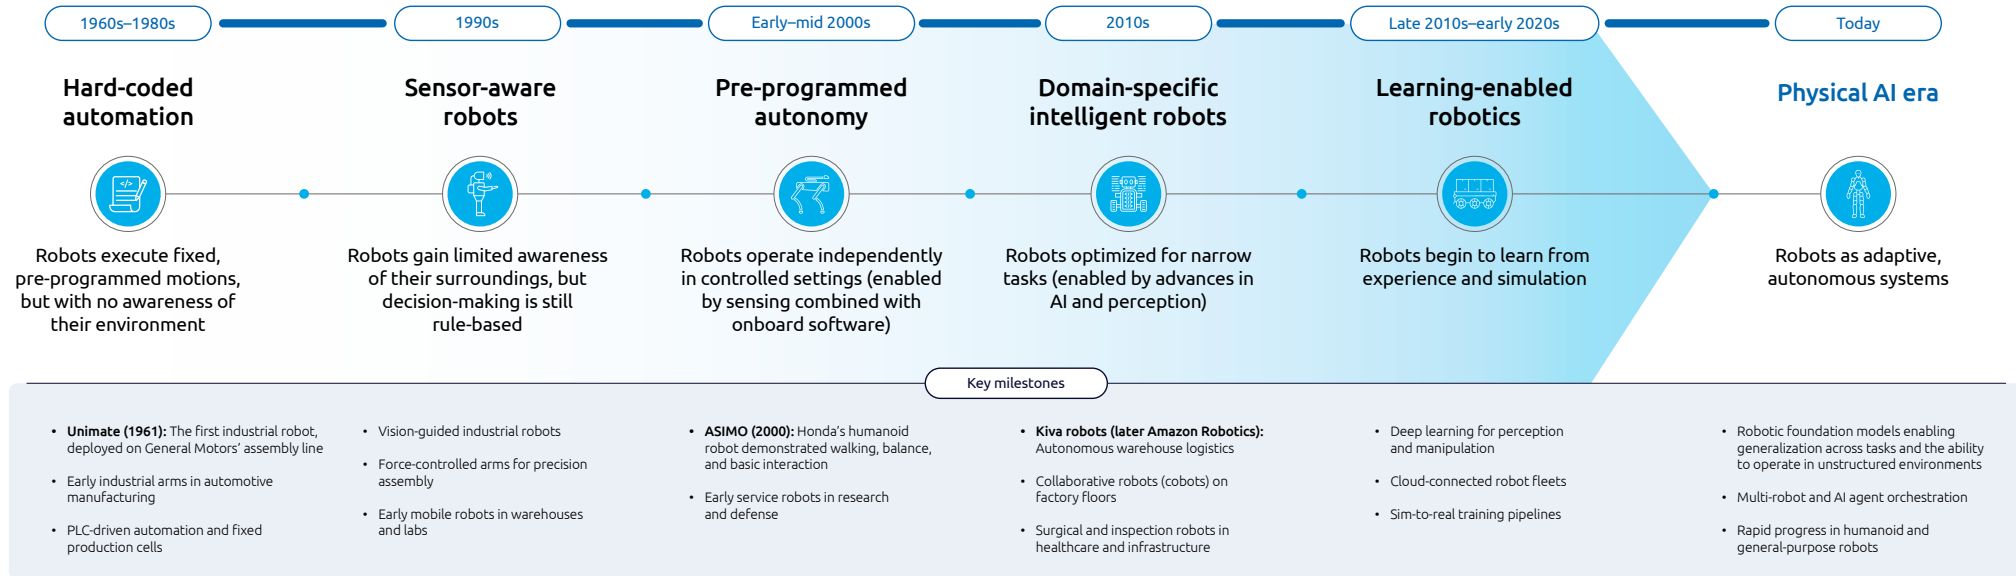 1960s–1980s
1990s
Early–mid 2000s
2010s
Late 2010s–early 2020s
Today
Hard-coded
automation
Sensor-aware
robots
Pre-programmed
autonomy
Domain-specific
intelligent robots
Learning-enabled
robotics
Physical AI era
</>
Robots execute fixed,
pre-programmed motions,
but with no awareness of
their environment
Robots gain limited awareness
of their surroundings, but
decision-making is still
rule-based
Robots operate independently
in controlled settings (enabled
by sensing combined with
onboard software)
Robots optimized for narrow
tasks (enabled by advances in
AI and perception)
Robots begin to learn from
experience and simulation
Robots as adaptive,
autonomous systems
Key milestones
• Unimate (1961): The first industrial robot,
deployed on General Motors’ assembly line
• Early industrial arms in automotive
manufacturing
• PLC-driven automation and fixed
production cells
• Vision-guided industrial robots
• Force-controlled arms for precision
assembly
• Early mobile robots in warehouses
and labs
• ASIMO (2000): Honda’s humanoid
robot demonstrated walking, balance,
and basic interaction
• Early service robots in research
and defense
• Kiva robots (later Amazon Robotics):
Autonomous warehouse logistics
• Collaborative robots (cobots) on
factory floors
• Surgical and inspection robots in
healthcare and infrastructure
• Deep learning for perception
and manipulation
• Cloud-connected robot fleets
• Sim-to-real training pipelines
• Robotic foundation models enabling
generalization across tasks and the ability
to operate in unstructured environments
• Multi-robot and AI agent orchestration
• Rapid progress in humanoid and
general-purpose robots